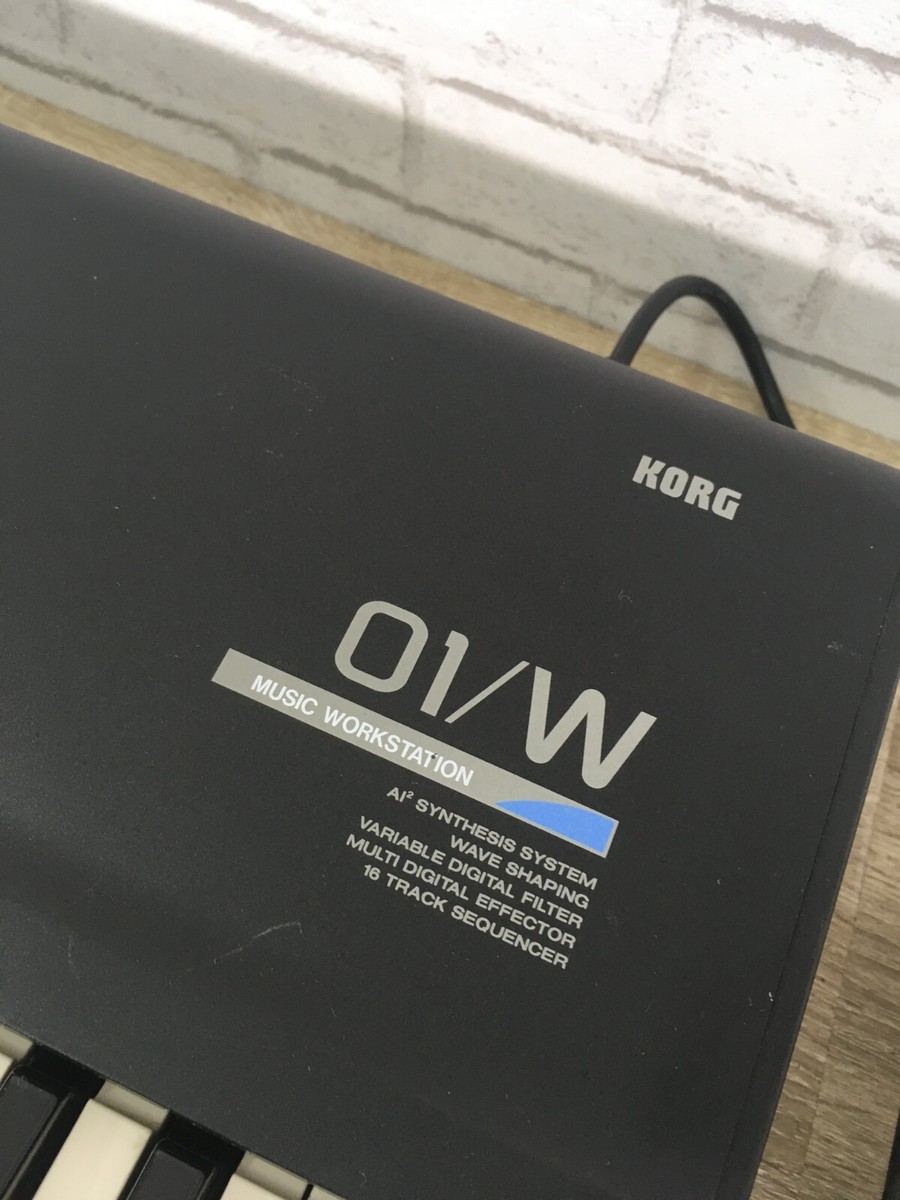 KORG
01/W
MUSIC WORKSTATION
AI² SYNTHESIS SYSTEM
WAVE SHAPING
VARIABLE DIGITAL FILTER
MULTI DIGITAL EFFECTOR
16 TRACK SEQUENCER